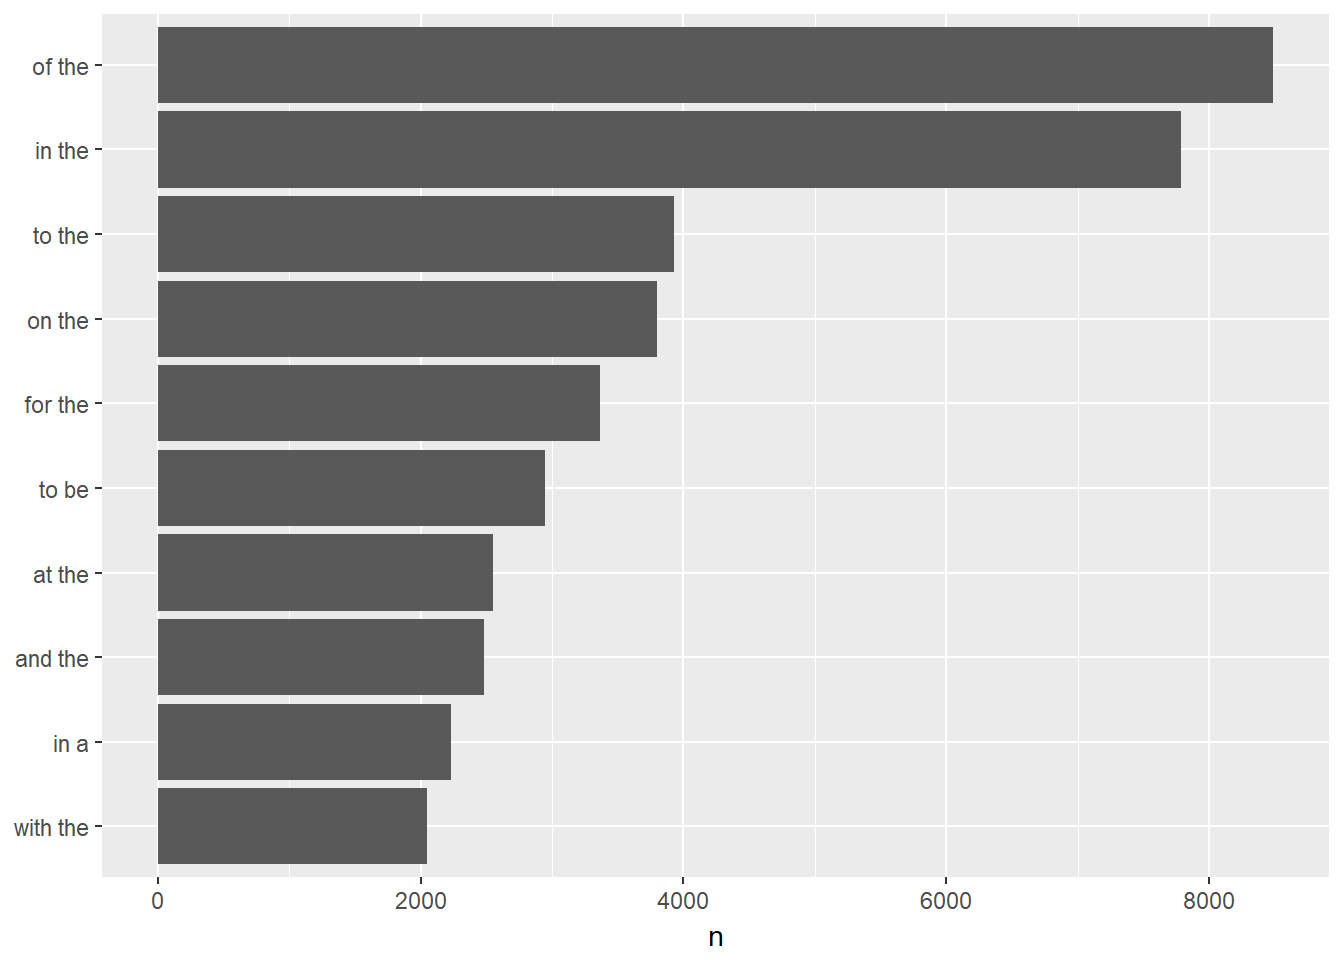 of the
in the
to the
on the
for the
to be
at the
and the
in a
with the
0 2000 4000 6000 8000
n